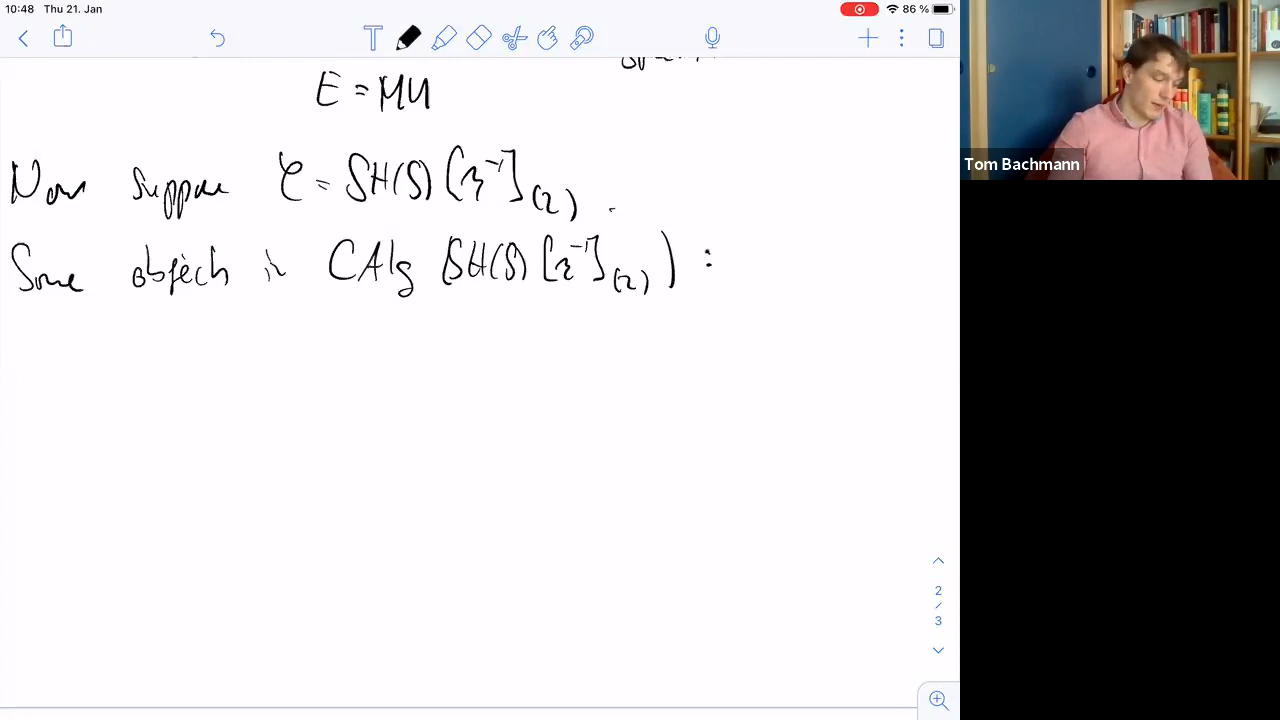 10:48 Thu 21. Jan
86 %
E = MU
Now suppose C = SH(S)[η⁻¹]₍₂₎ .
Some objects in CAlg (SH(S)[η⁻¹]₍₂₎) :
Tom Bachmann
2
/
3